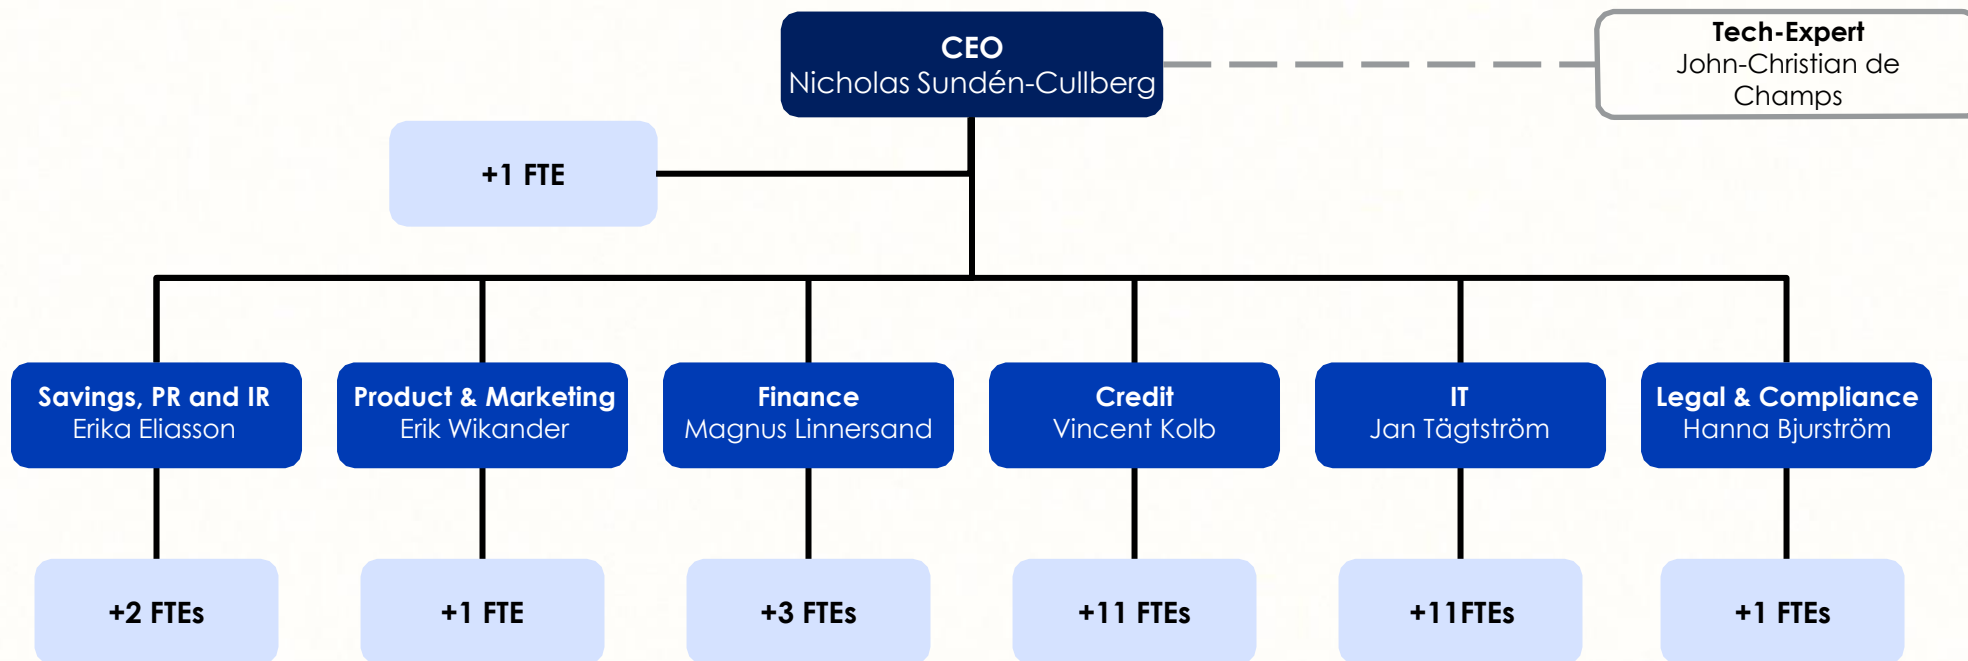 CEO
Nicholas Sundén-Cullberg
Tech-Expert
John-Christian de
Champs
+1 FTE
Savings, PR and IR
Erika Eliasson
Product & Marketing
Erik Wikander
Finance
Magnus Linnersand
Credit
Vincent Kolb
IT
Jan Tägtström
Legal & Compliance
Hanna Bjurström
+2 FTEs
+1 FTE
+3 FTEs
+11 FTEs
+11FTEs
+1 FTEs